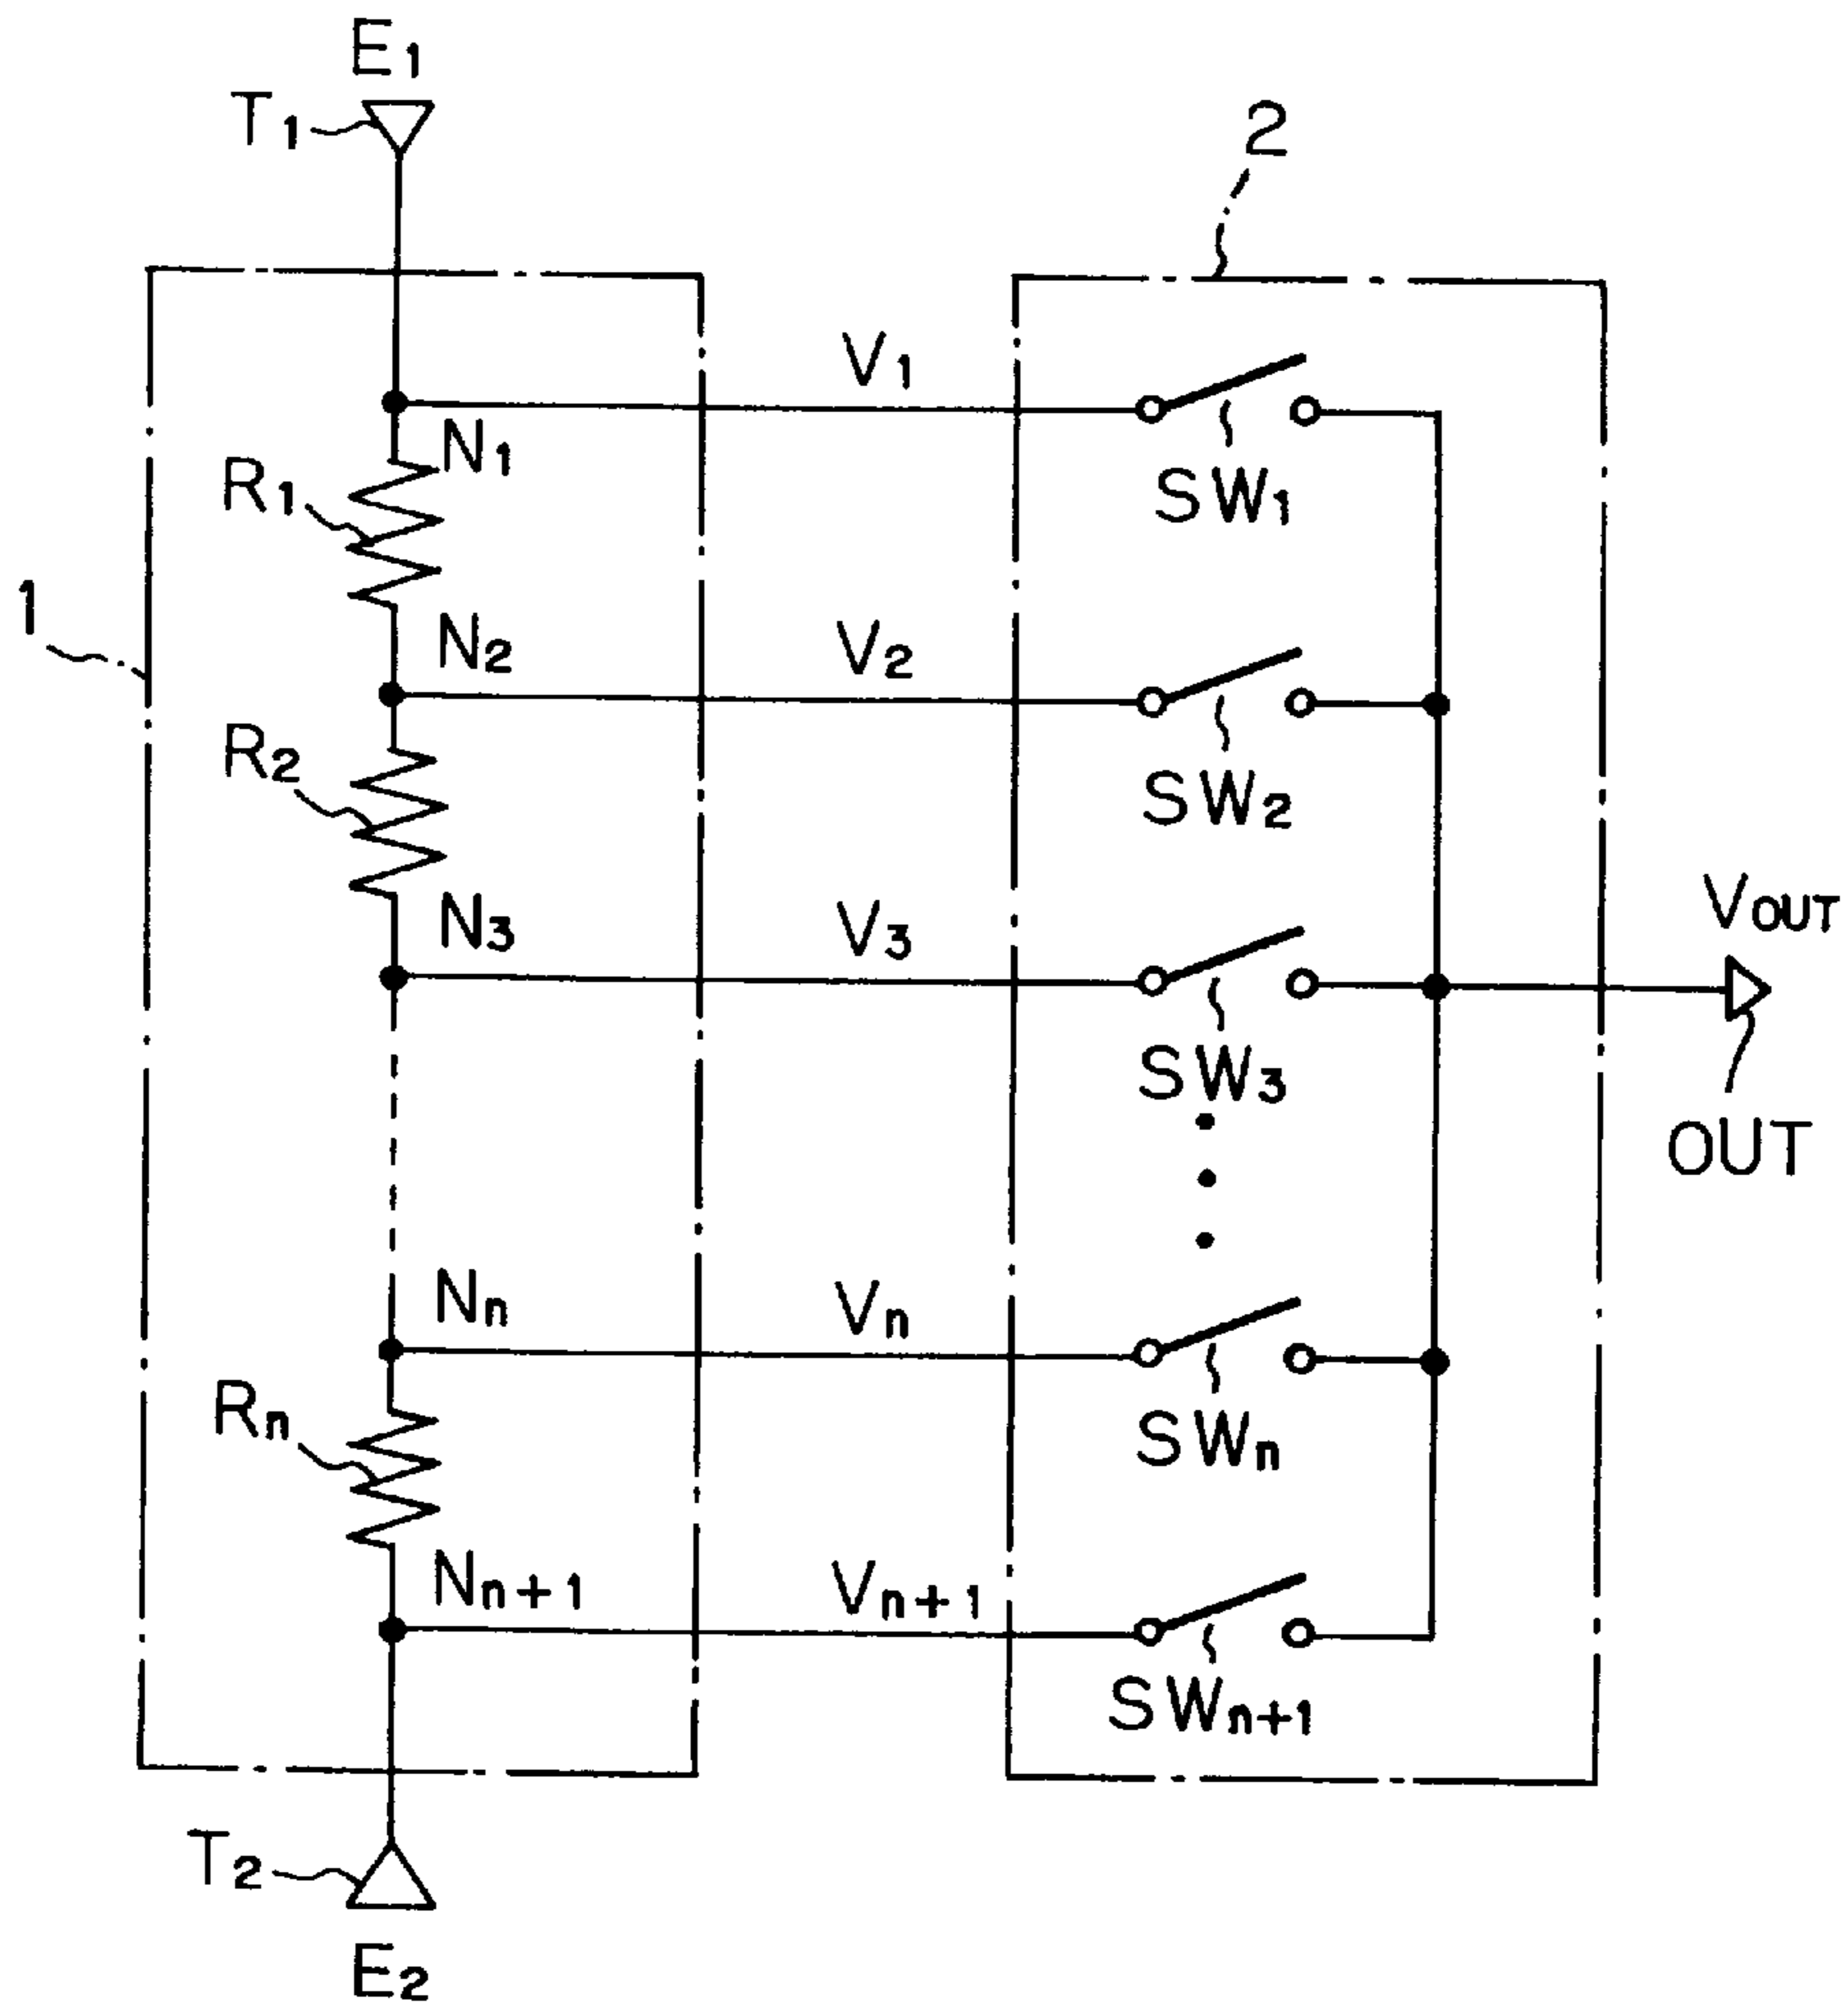 E1
T1
2
V1
N1
R1
SW1
1
N2
V2
R2
SW2
N3
V3
VOUT
SW3
OUT
Nn
Vn
Rn
SWn
Nn+1
Vn+1
SWn+1
T2
E2